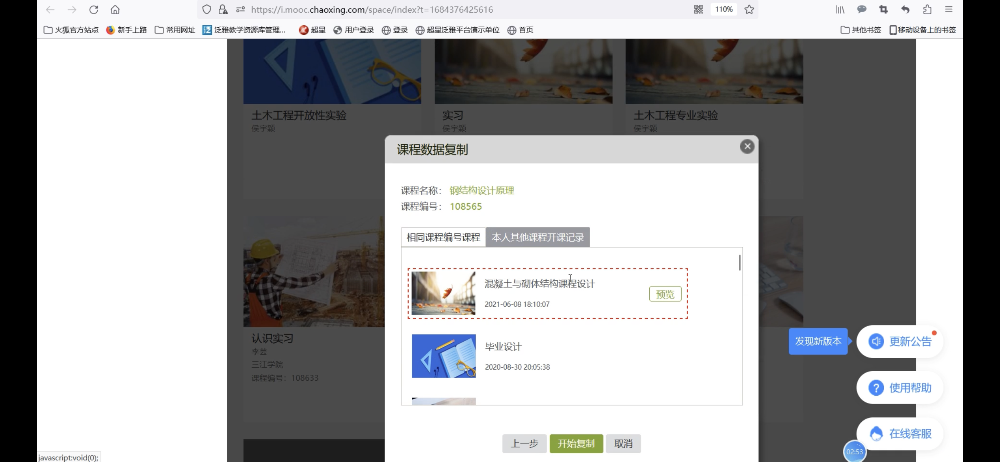 https://i.mooc.chaoxing.com/space/index?t=1684376425616
110%
火狐官方站点 新手上路 常用网址 泛雅教学资源库管理... 超星 用户登录 登录 超星泛雅平台演示单位 首页 其他书签 移动设备上的书签
土木工程开放性实验
侯宇颖
实习
侯宇颖
土木工程专业实验
侯宇颖
课程数据复制
课程名称： 钢结构设计原理
课程编号： 108565
相同课程编号课程 本人其他课程开课记录
混凝土与砌体结构课程设计
预览
2021-06-08 18:10:07
毕业设计
2020-08-30 20:05:38
认识实习
李芸
三江学院
课程编号：108633
发现新版本
更新公告
使用帮助
在线客服
上一步 开始复制 取消
02:53
javascript:void(0);